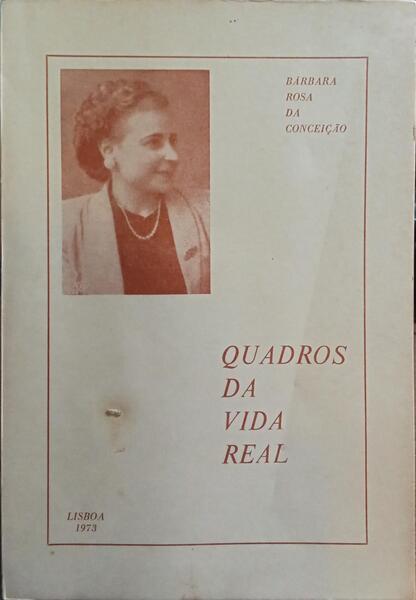 BÁRBARA
ROSA
DA
CONCEIÇÃO
QUADROS
DA
VIDA
REAL
LISBOA
1973